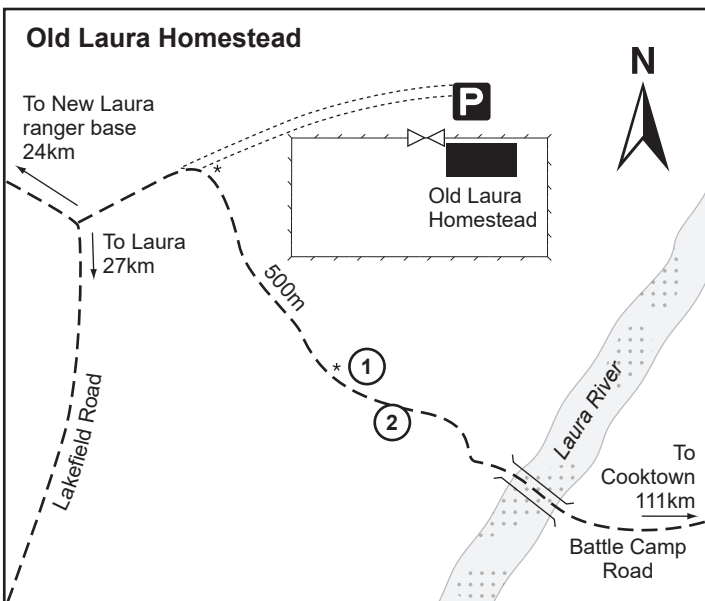 Old Laura Homestead
To New Laura
ranger base
24km
P
N
Old Laura
Homestead
To Laura
27km
500m
* 
* 1
2
Lakefield Road
Laura River
To
Cooktown
111km
Battle Camp
Road